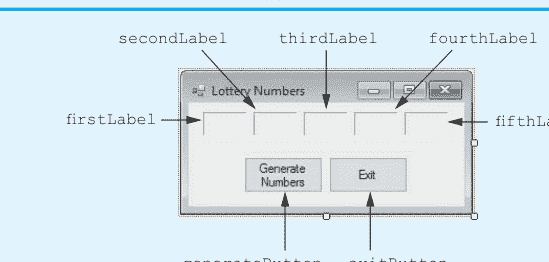 secondLabel thirdLabel fourthLabel
Lottery Numbers
firstLabel
Generate
Numbers
Exit